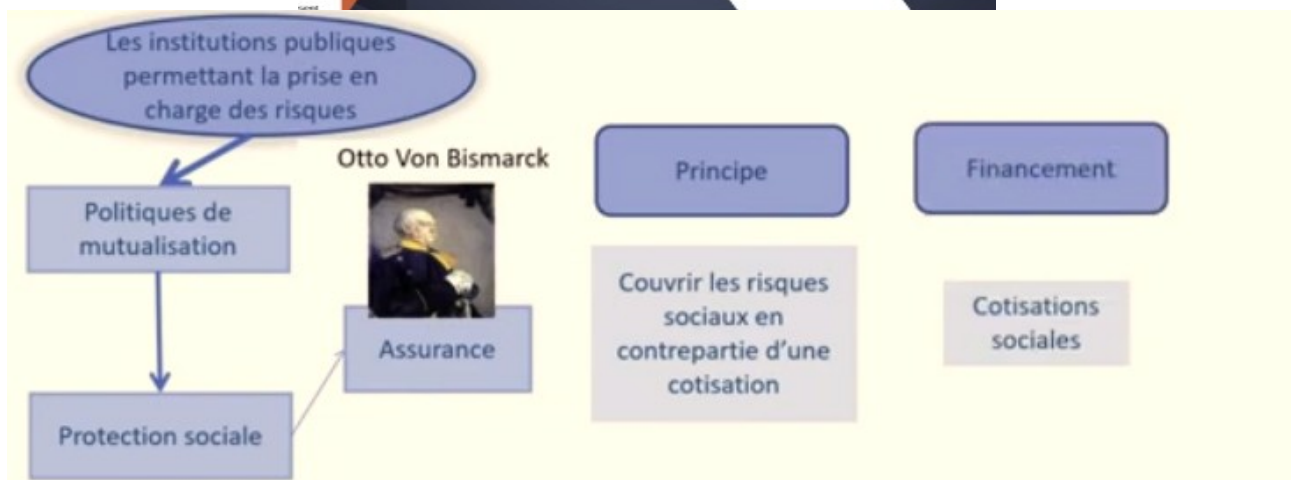 Les institutions publiques
permettant la prise en
charge des risques
Otto Von Bismarck
Principe
Financement
Politiques de
mutualisation
Couvrir les risques
sociaux en
contrepartie d'une
cotisation
Cotisations
sociales
Assurance
Protection sociale